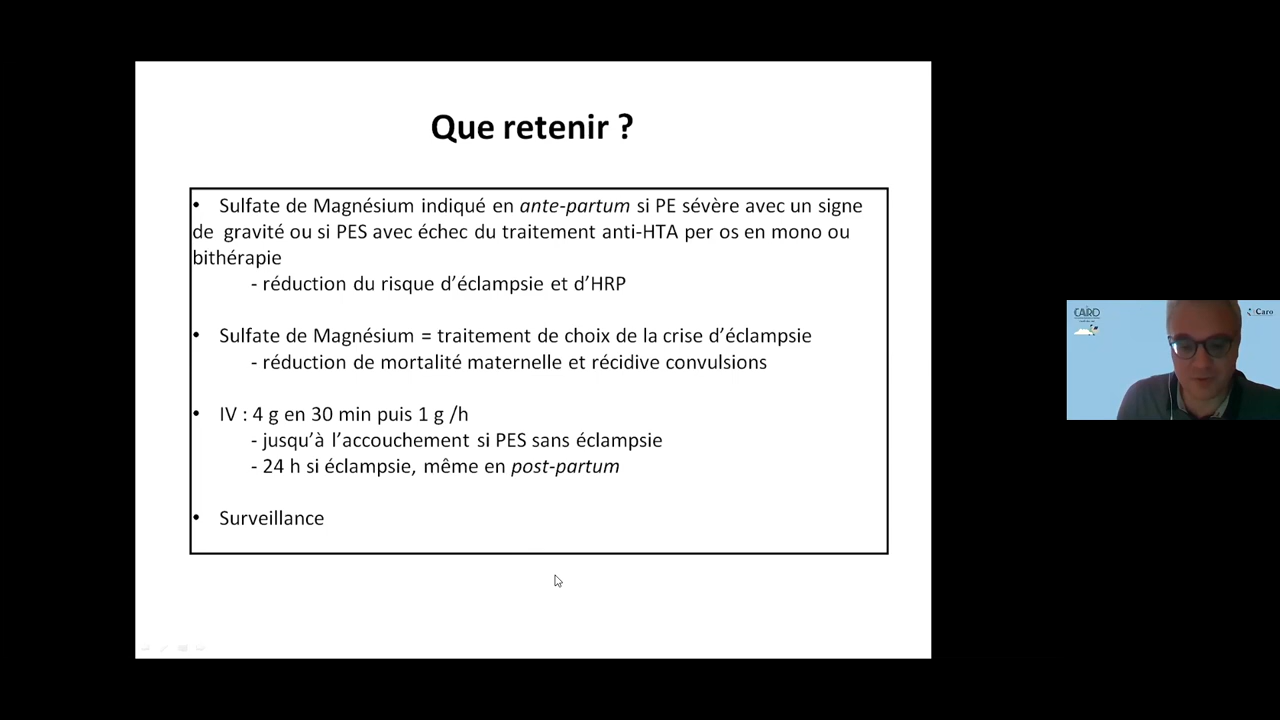 Que retenir ?
• Sulfate de Magnésium indiqué en ante-partum si PE sévère avec un signe
de gravité ou si PES avec échec du traitement anti-HTA per os en mono ou
bithérapie
- réduction du risque d’éclampsie et d’HRP
• Sulfate de Magnésium = traitement de choix de la crise d’éclampsie
- réduction de mortalité maternelle et récidive convulsions
• IV : 4 g en 30 min puis 1 g /h
- jusqu’à l’accouchement si PES sans éclampsie
- 24 h si éclampsie, même en post-partum
• Surveillance
CARO
Caro